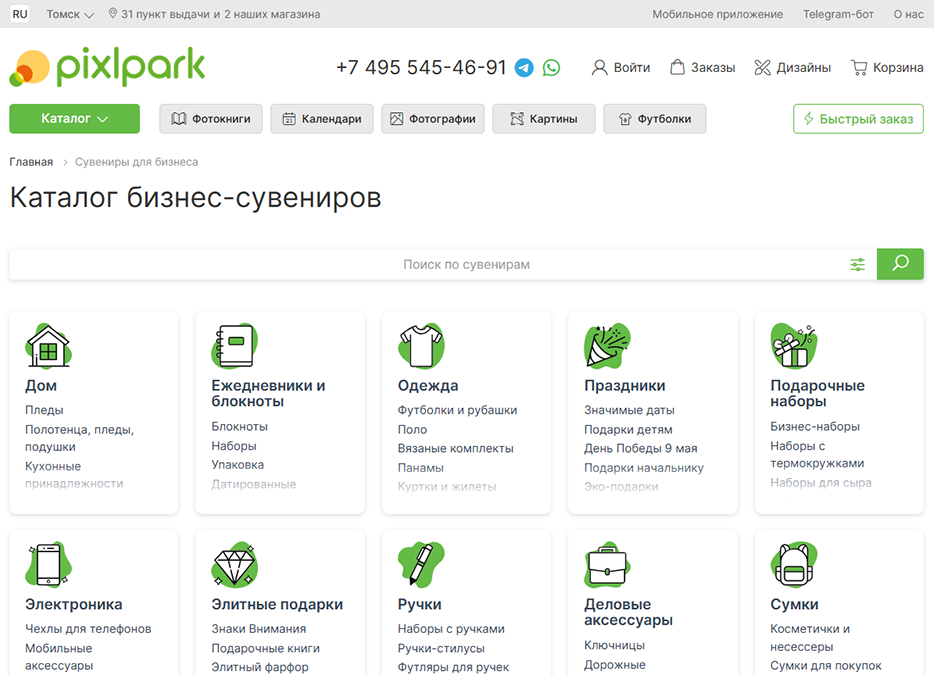 RU Томск 31 пункт выдачи и 2 наших магазина Мобильное приложение Telegram-бот О нас
pixlpark +7 495 545-46-91 Войти Заказы Дизайны Корзина
Каталог Фотокниги Календари Фотографии Картины Футболки Быстрый заказ
Главная > Сувениры для бизнеса
Каталог бизнес-сувениров
Поиск по сувенирам
Дом
Пледы
Полотенца, пледы,
подушки
Кухонные
принадлежности
Ежедневники и
блокноты
Блокноты
Наборы
Упаковка
Датированные
Одежда
Футболки и рубашки
Поло
Вязаные комплекты
Панамы
Куртки и жилеты
Праздники
Значимые даты
Подарки детям
День Победы 9 мая
Подарки начальнику
Эко-подарки
Подарочные
наборы
Бизнес-наборы
Наборы с
термокружками
Наборы для сыра
Электроника
Чехлы для телефонов
Мобильные
аксессуары
Элитные подарки
Знаки Внимания
Подарочные книги
Элитный фарфор
Ручки
Наборы с ручками
Ручки-стилусы
Футляры для ручек
Деловые
аксессуары
Ключницы
Дорожные
Сумки
Косметички и
несессеры
Сумки для покупок